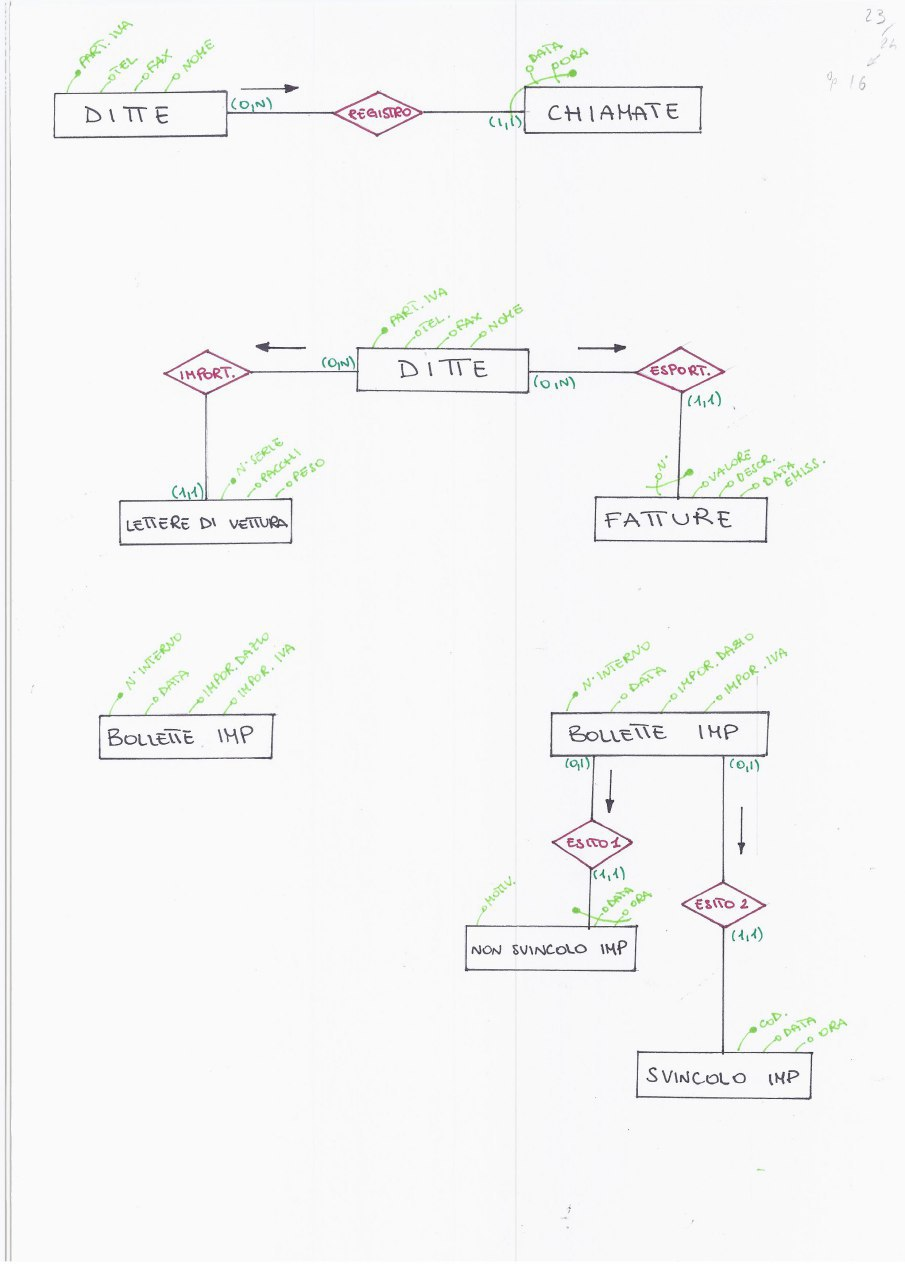 23
24
16
PART. IVA
TEL
FAX
NOME
DITTE
(0,N)
REGISTRO
(1,1)
DATA
ORA
CHIAMATE
PART. IVA
TEL.
FAX
NOME
IMPORT.
(0,N)
DITTE
(0,N)
ESPORT.
(1,1)
(1,1)
N° SERIE
PACCHI
PESO
LETTERE DI VETTURA
N°
VALORE
DESCR.
DATA
EMISS.
FATTURE
N° INTERNO
DATA
IMPOR. DAZIO
IMPOR. IVA
BOLLETTE IMP
N° INTERNO
DATA
IMPOR. DAZIO
IMPOR. IVA
BOLLETTE IMP
(0,1)
(0,1)
ESITO 1
(1,1)
MOTIV.
DATA
ORA
NON SVINCOLO IMP
ESITO 2
(1,1)
COD.
DATA
ORA
SVINCOLO IMP